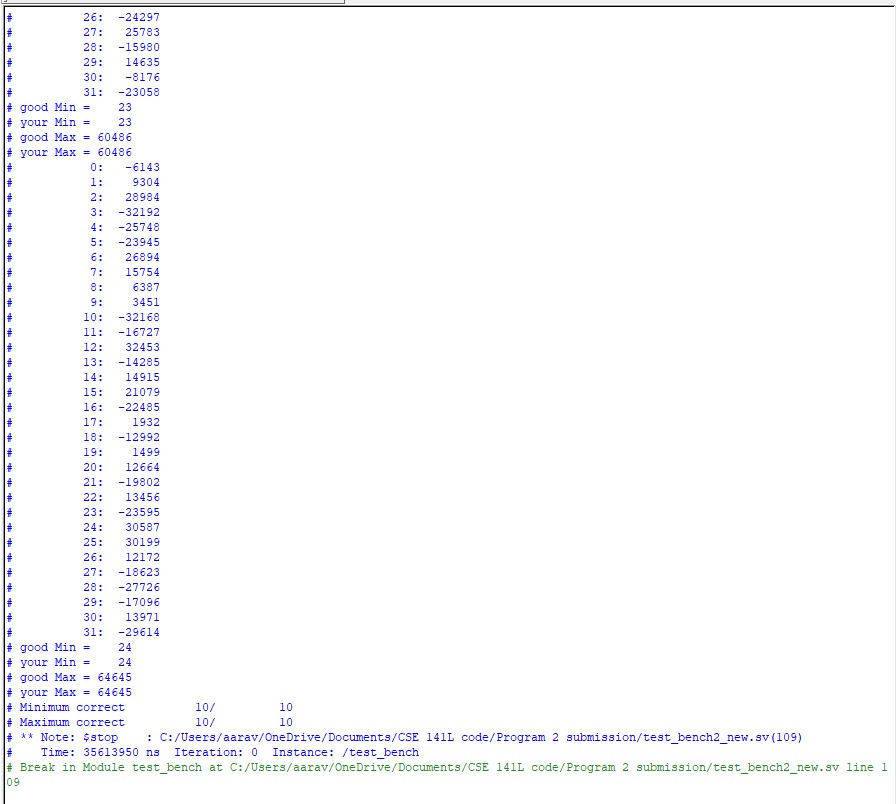 #          26:  -24297
#          27:   25783
#          28:  -15980
#          29:   14635
#          30:   -8176
#          31:  -23058
# good Min =    23
# your Min =    23
# good Max = 60486
# your Max = 60486
#           0:   -6143
#           1:    9304
#           2:   28984
#           3:  -32192
#           4:  -25748
#           5:  -23945
#           6:   26894
#           7:   15754
#           8:    6387
#           9:    3451
#          10:  -32168
#          11:  -16727
#          12:   32453
#          13:  -14285
#          14:   14915
#          15:   21079
#          16:  -22485
#          17:    1932
#          18:  -12992
#          19:    1499
#          20:   12664
#          21:  -19802
#          22:   13456
#          23:  -23595
#          24:   30587
#          25:   30199
#          26:   12172
#          27:  -18623
#          28:  -27726
#          29:  -17096
#          30:   13971
#          31:  -29614
# good Min =    24
# your Min =    24
# good Max = 64645
# your Max = 64645
# Minimum correct          10/         10
# Maximum correct          10/         10
# ** Note: $stop    : C:/Users/aarav/OneDrive/Documents/CSE 141L code/Program 2 submission/test_bench2_new.sv(109)
#    Time: 35613950 ns  Iteration: 0  Instance: /test_bench
# Break in Module test_bench at C:/Users/aarav/OneDrive/Documents/CSE 141L code/Program 2 submission/test_bench2_new.sv line 1
09